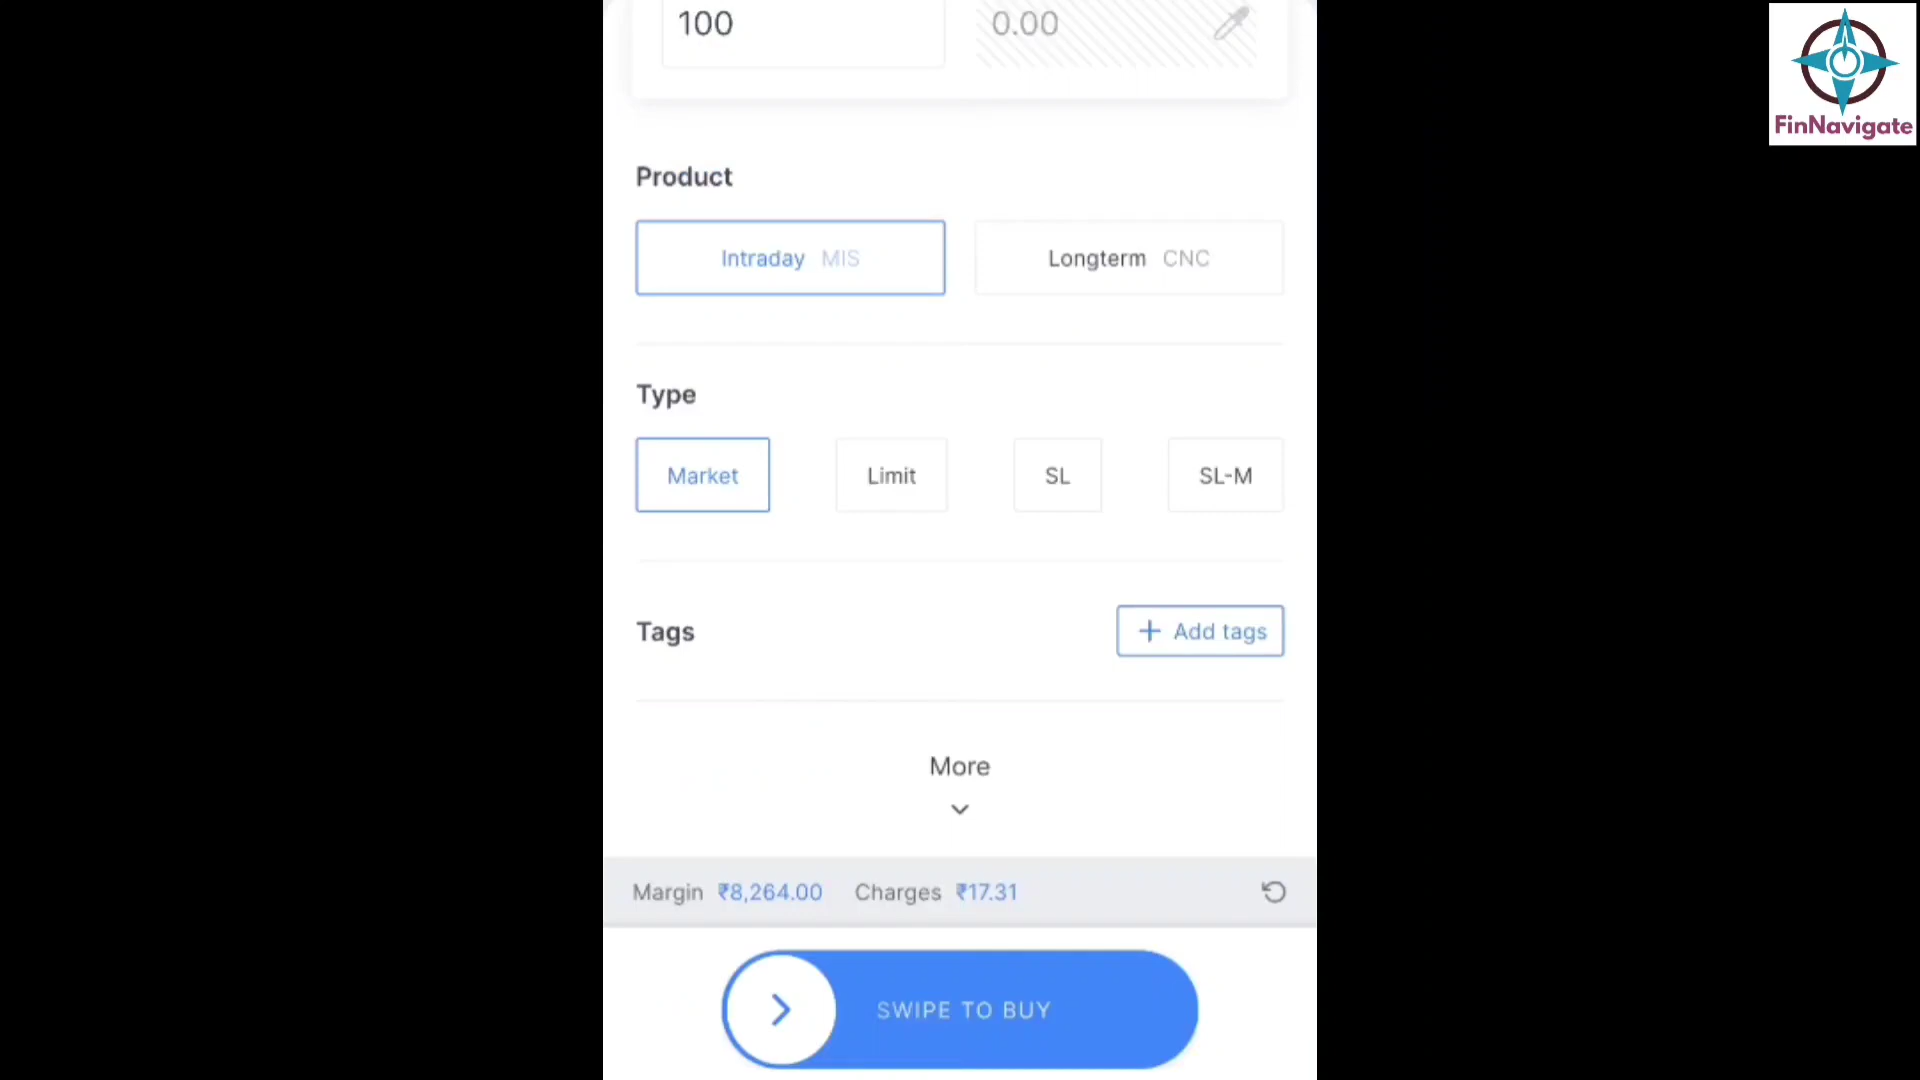 100 0.00
FinNavigate
Product
Intraday MIS Longterm CNC
Type
Market Limit SL SL-M
Tags + Add tags
More
Margin ₹8,264.00 Charges ₹17.31
SWIPE TO BUY